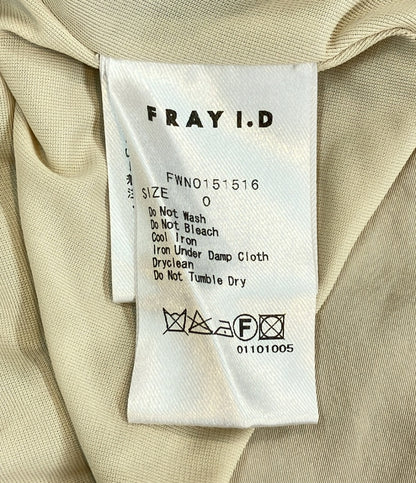 FRAY I.D
FWNO151516
SIZE 0
Do Not Wash
Do Not Bleach
Cool Iron
Iron Under Damp Cloth
Dryclean
Do Not Tumble Dry
F
01101005